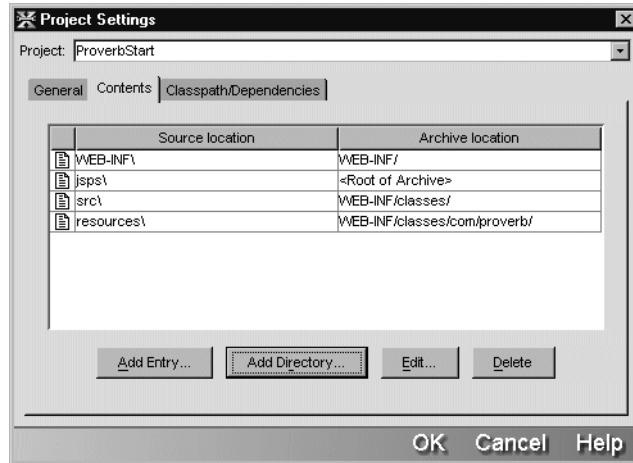 Project Settings
Project: ProverbStart
General Contents Classpath/Dependencies
Source location Archive location
WEB-INF\ WEB-INF/
jsps\ <Root of Archive>
src\ WEB-INF/classes/
resources\ WEB-INF/classes/com/proverb/
Add Entry... Add Directory... Edit... Delete
OK Cancel Help